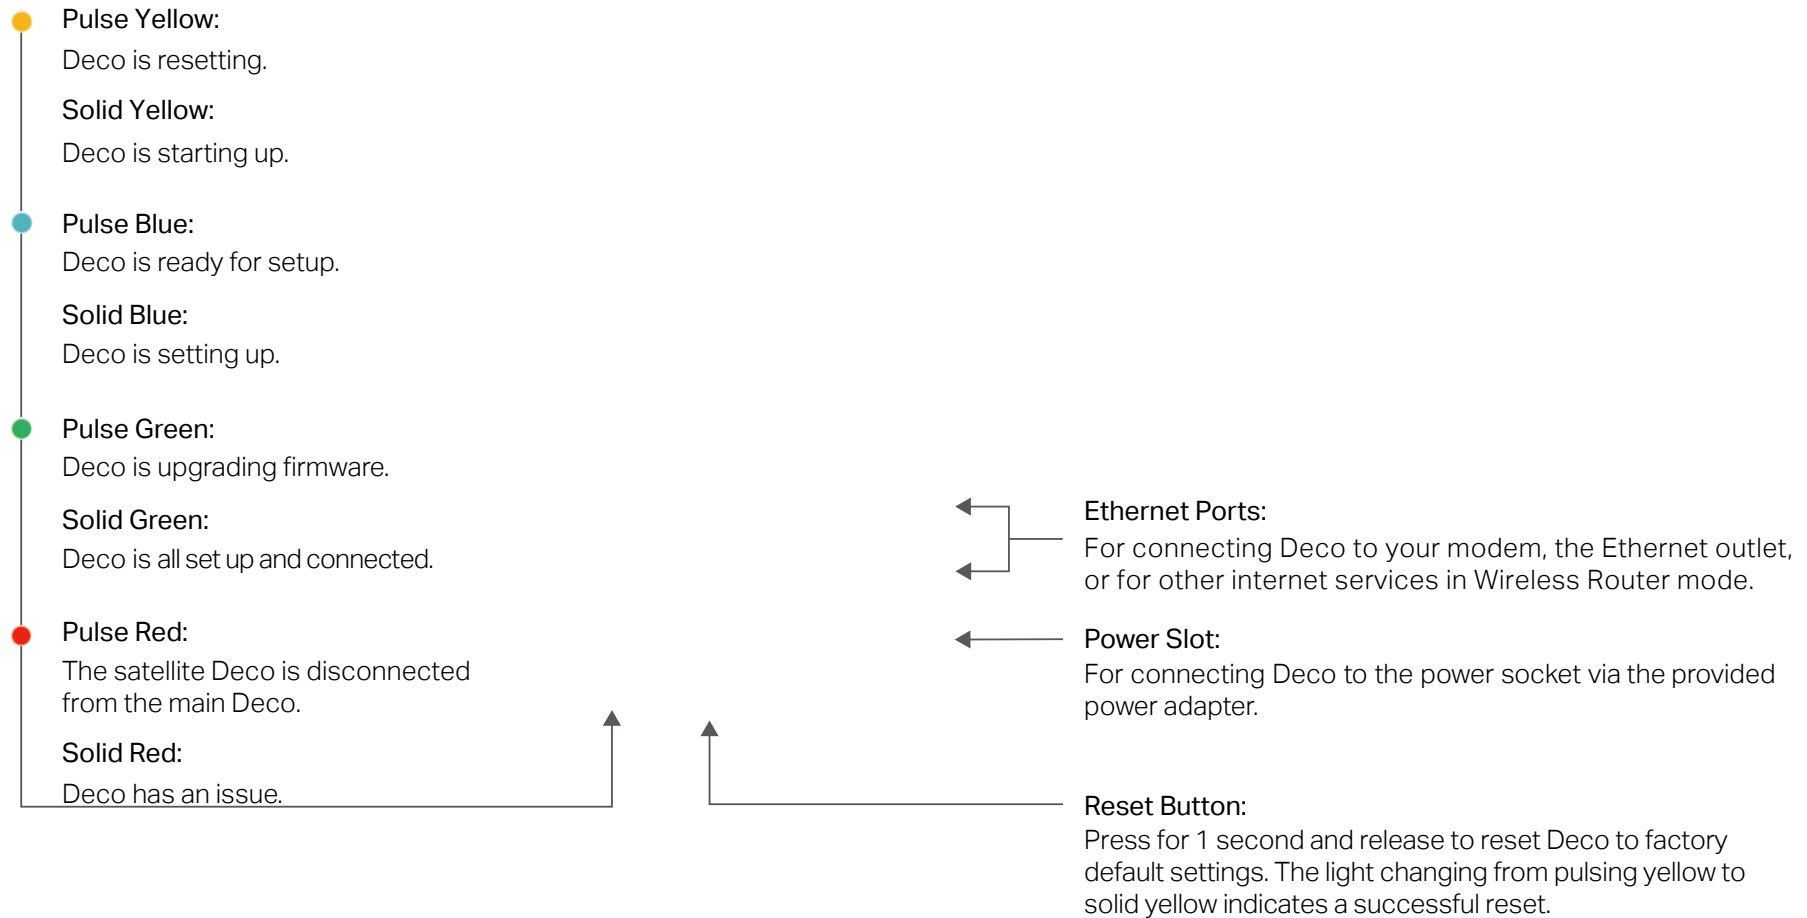 Pulse Yellow:
Deco is resetting.
Solid Yellow:
Deco is starting up.
Pulse Blue:
Deco is ready for setup.
Solid Blue:
Deco is setting up.
Pulse Green:
Deco is upgrading firmware.
Solid Green:
Deco is all set up and connected.
Pulse Red:
The satellite Deco is disconnected
from the main Deco.
Solid Red:
Deco has an issue.
Ethernet Ports:
For connecting Deco to your modem, the Ethernet outlet,
or for other internet services in Wireless Router mode.
Power Slot:
For connecting Deco to the power socket via the provided
power adapter.
Reset Button:
Press for 1 second and release to reset Deco to factory
default settings. The light changing from pulsing yellow to
solid yellow indicates a successful reset.